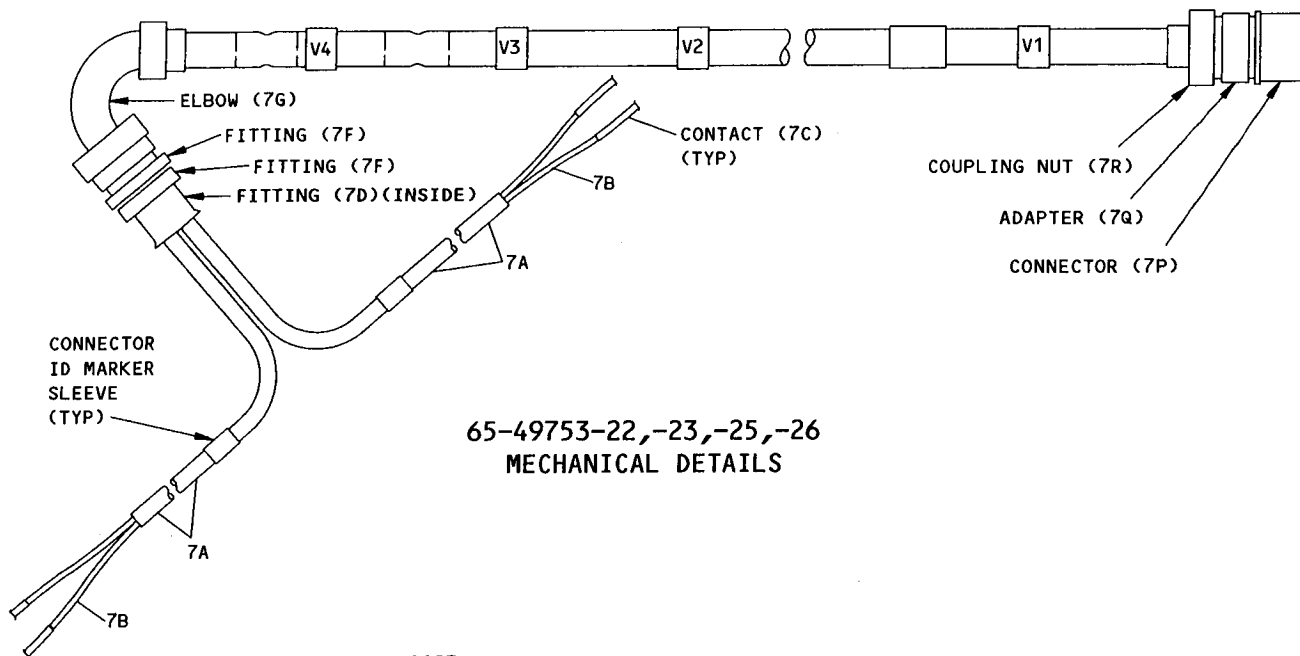 V4
V3
V2
V1
ELBOW (7G)
FITTING (7F)
FITTING (7F)
FITTING (7D)(INSIDE)
CONTACT (7C)
(TYP)
7B
7A
COUPLING NUT (7R)
ADAPTER (7Q)
CONNECTOR (7P)
CONNECTOR
ID MARKER
SLEEVE
(TYP)
7A
7B
65-49753-22,-23,-25,-26
MECHANICAL DETAILS